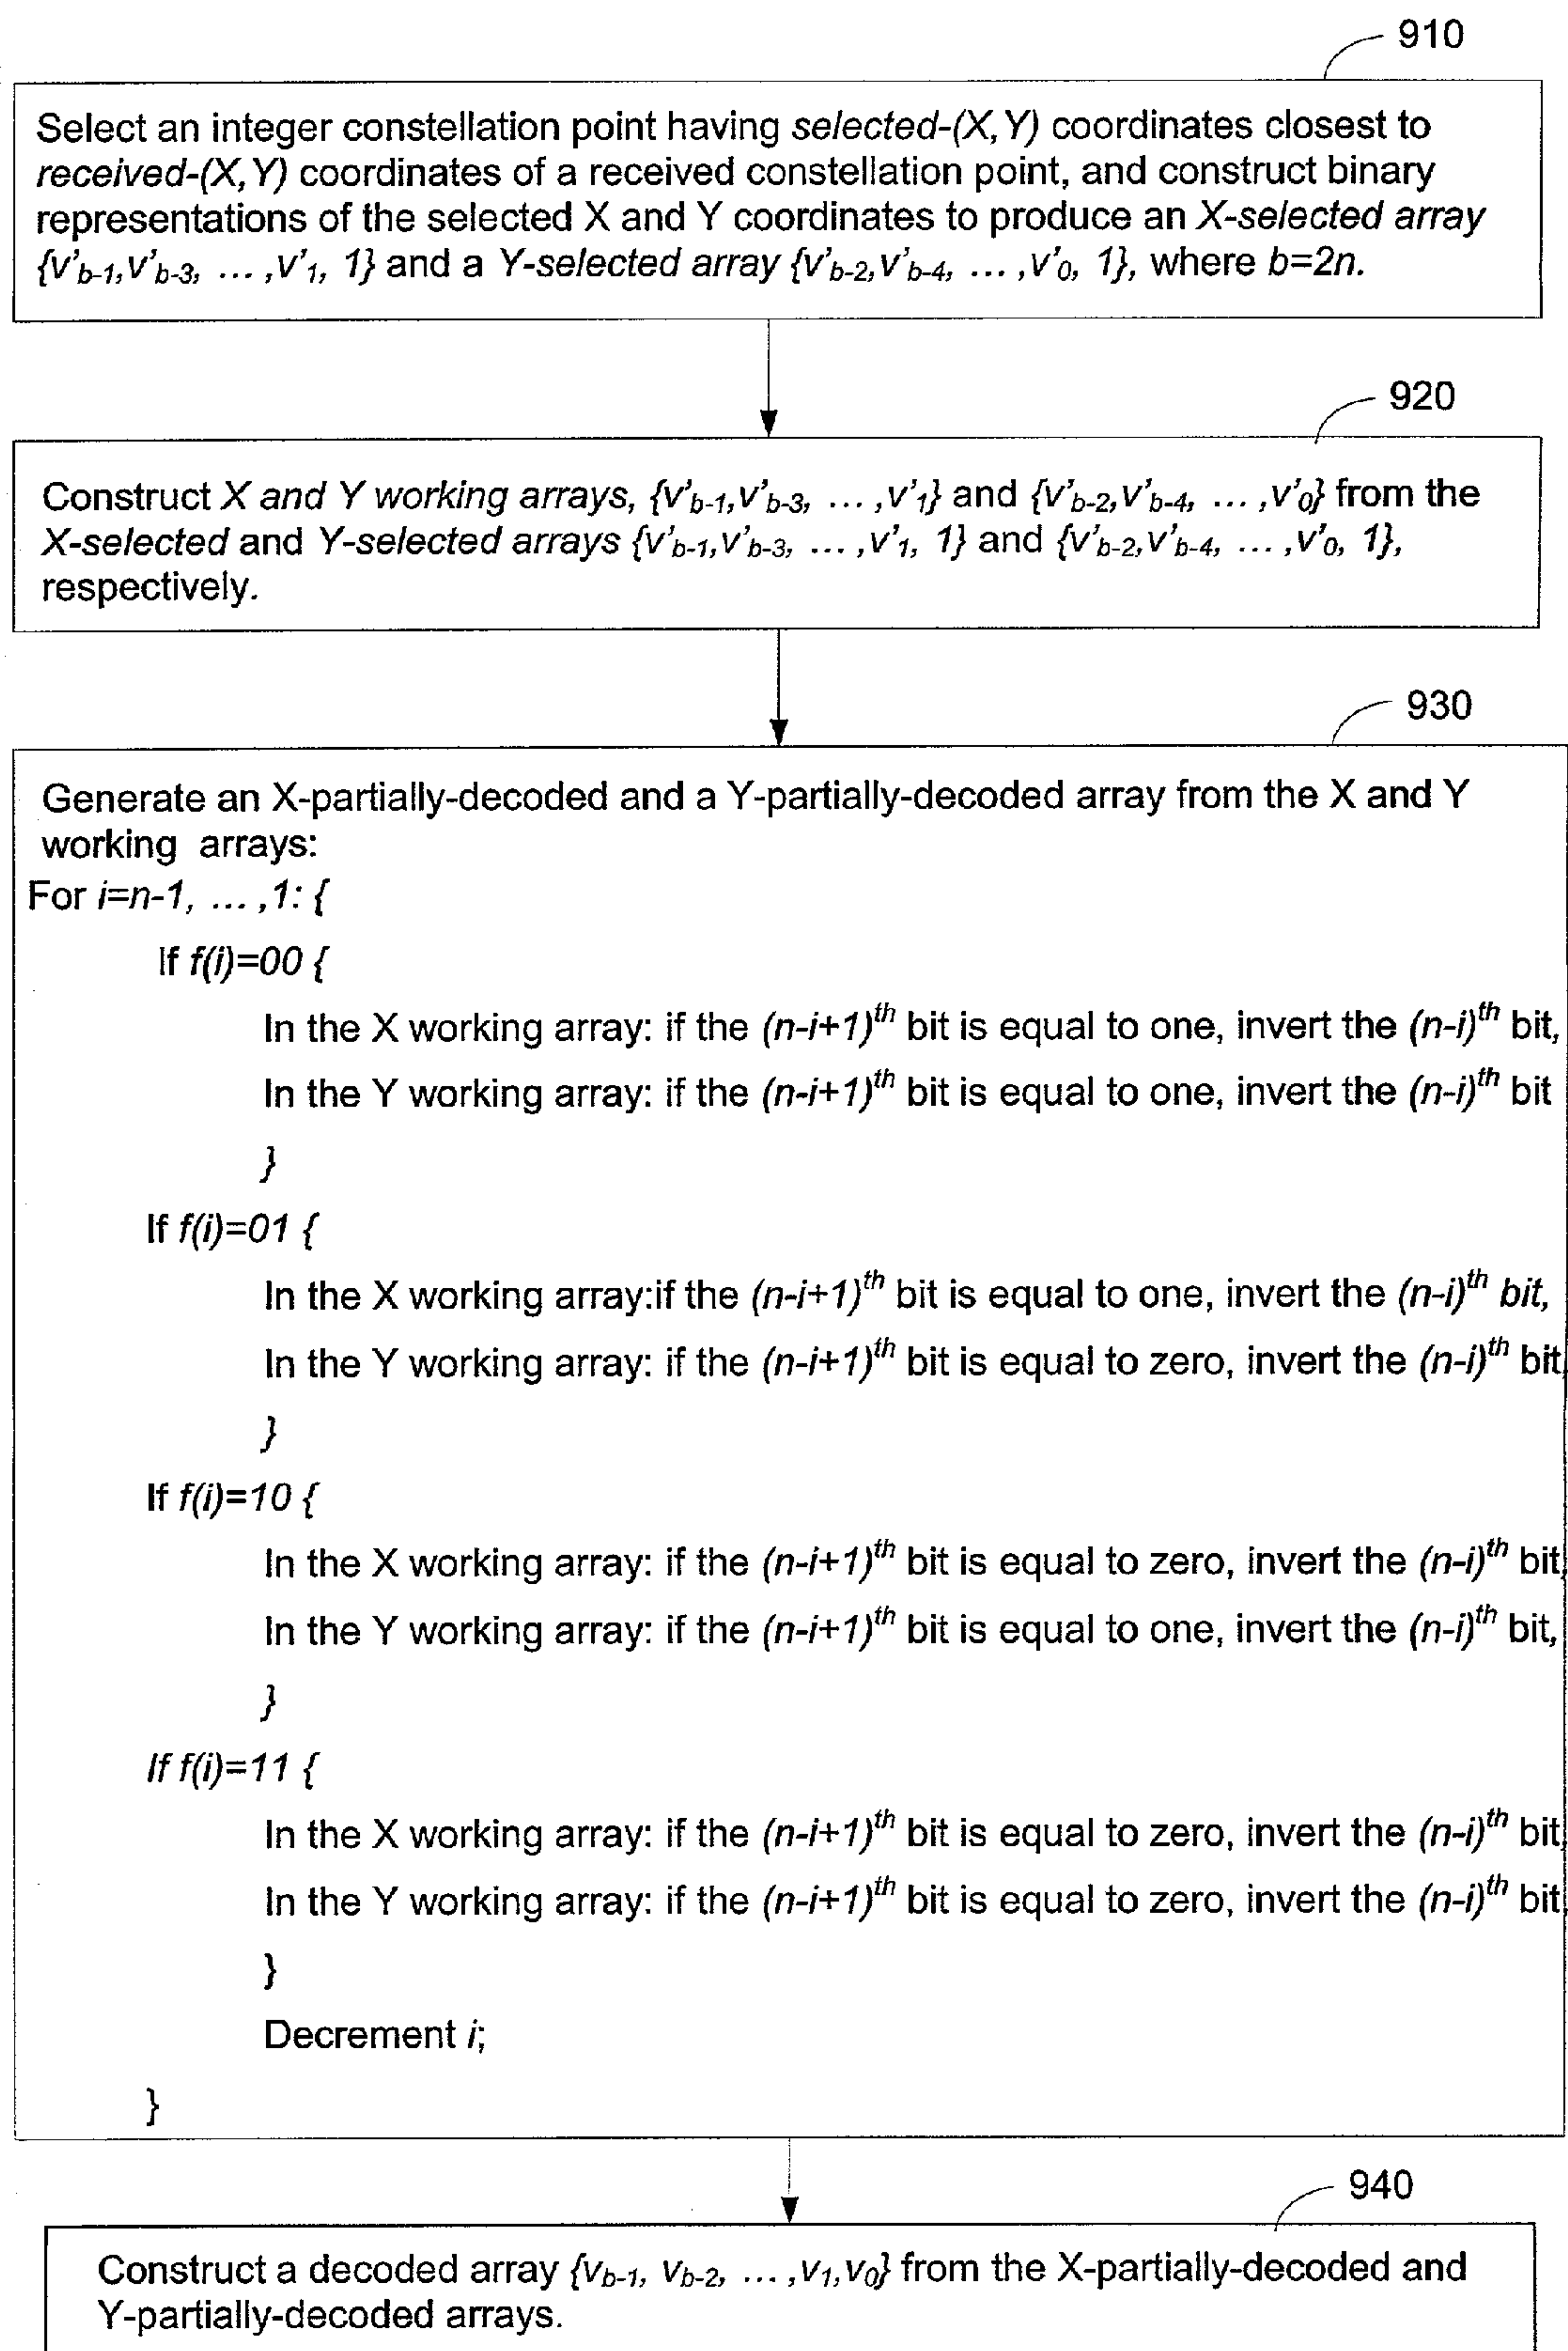 910
Select an integer constellation point having selected-(X,Y) coordinates closest to
received-(X,Y) coordinates of a received constellation point, and construct binary
representations of the selected X and Y coordinates to produce an X-selected array
{v'b-1,v'b-3, ... ,v'1, 1} and a Y-selected array {v'b-2,v'b-4, ... ,v'0, 1}, where b=2n.
920
Construct X and Y working arrays, {v'b-1,v'b-3, ... ,v'1} and {v'b-2,v'b-4, ... ,v'0} from the
X-selected and Y-selected arrays {v'b-1,v'b-3, ... ,v'1, 1} and {v'b-2,v'b-4, ... ,v'0, 1},
respectively.
930
Generate an X-partially-decoded and a Y-partially-decoded array from the X and Y
working arrays:
For i=n-1, ... ,1: {
If f(i)=00 {
In the X working array: if the (n-i+1)th bit is equal to one, invert the (n-i)th bit,
In the Y working array: if the (n-i+1)th bit is equal to one, invert the (n-i)th bit
}
If f(i)=01 {
In the X working array:if the (n-i+1)th bit is equal to one, invert the (n-i)th bit,
In the Y working array: if the (n-i+1)th bit is equal to zero, invert the (n-i)th bit,
}
If f(i)=10 {
In the X working array: if the (n-i+1)th bit is equal to zero, invert the (n-i)th bit,
In the Y working array: if the (n-i+1)th bit is equal to one, invert the (n-i)th bit,
}
If f(i)=11 {
In the X working array: if the (n-i+1)th bit is equal to zero, invert the (n-i)th bit,
In the Y working array: if the (n-i+1)th bit is equal to zero, invert the (n-i)th bit
}
Decrement i;
}
940
Construct a decoded array {vb-1, vb-2, ... ,v1,v0} from the X-partially-decoded and
Y-partially-decoded arrays.